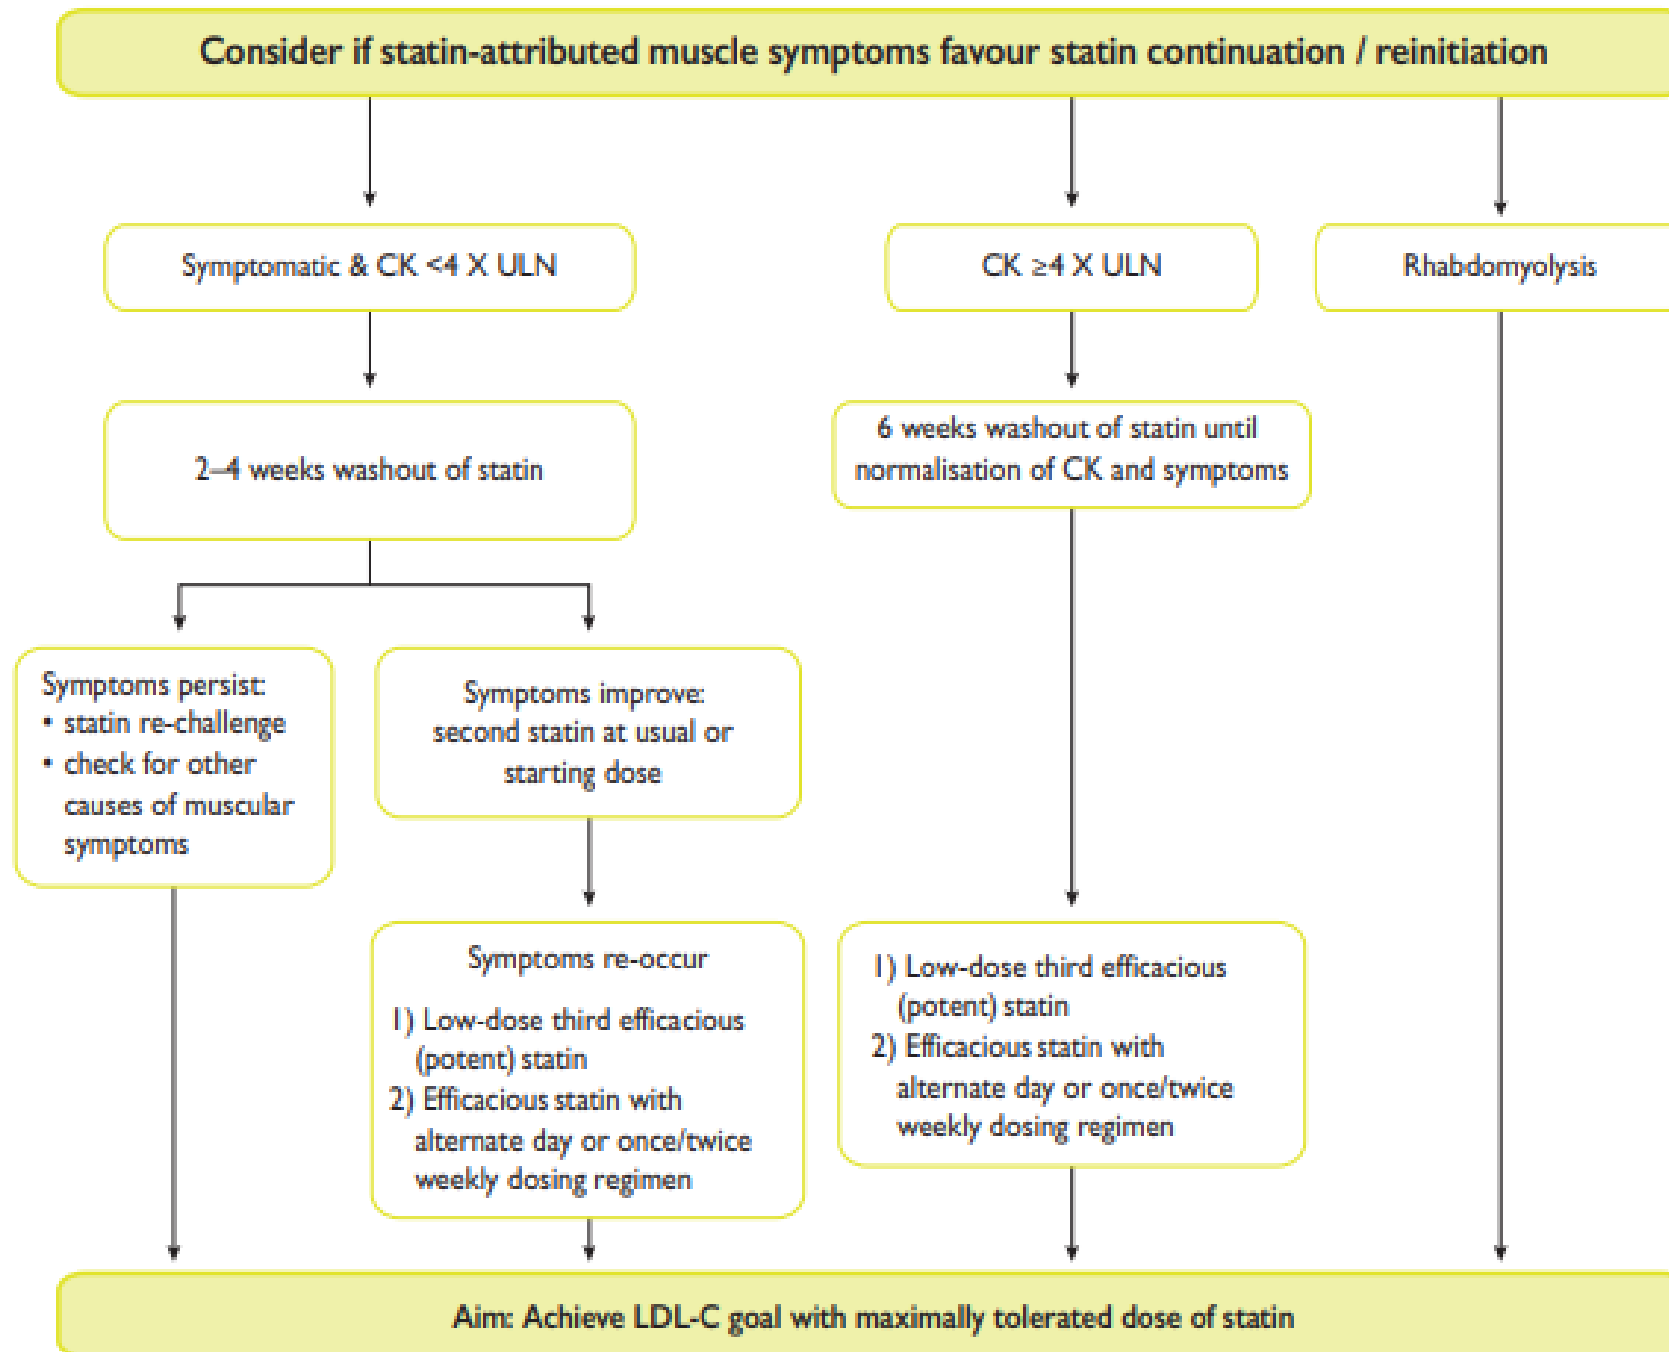 Consider if statin-attributed muscle symptoms favour statin continuation / reinitiation
Symptomatic & CK <4 X ULN
CK ≥4 X ULN
Rhabdomyolysis
2–4 weeks washout of statin
6 weeks washout of statin until
normalisation of CK and symptoms
Symptoms persist:
• statin re-challenge
• check for other
causes of muscular
symptoms
Symptoms improve:
second statin at usual or
starting dose
Symptoms re-occur
1) Low-dose third efficacious
(potent) statin
2) Efficacious statin with
alternate day or once/twice
weekly dosing regimen
1) Low-dose third efficacious
(potent) statin
2) Efficacious statin with
alternate day or once/twice
weekly dosing regimen
Aim: Achieve LDL-C goal with maximally tolerated dose of statin